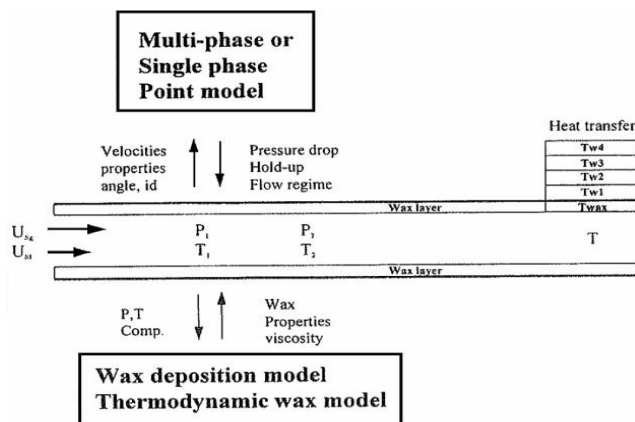 Multi-phase or
Single phase
Point model
Velocities
properties
angle, id
Pressure drop
Hold-up
Flow regime
Heat transfer
Tw4
Tw3
Tw2
Tw1
Wax layer
Twax
U_Sg
P₁
P₂
U_Sl
T₁
T₂
T
Wax layer
P,T
Comp.
Wax
Properties
viscosity
Wax deposition model
Thermodynamic wax model